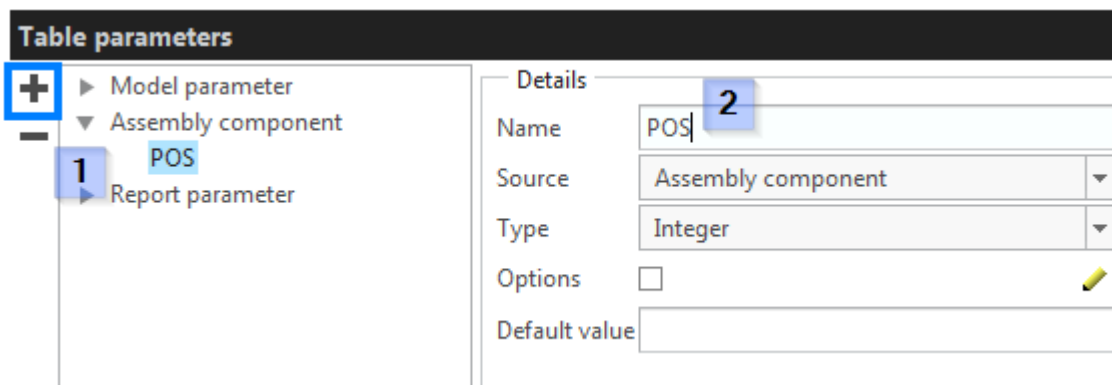 Table parameters
Model parameter
Assembly component
POS
1
Report parameter
Details
2
Name POS
Source Assembly component
Type Integer
Options
Default value